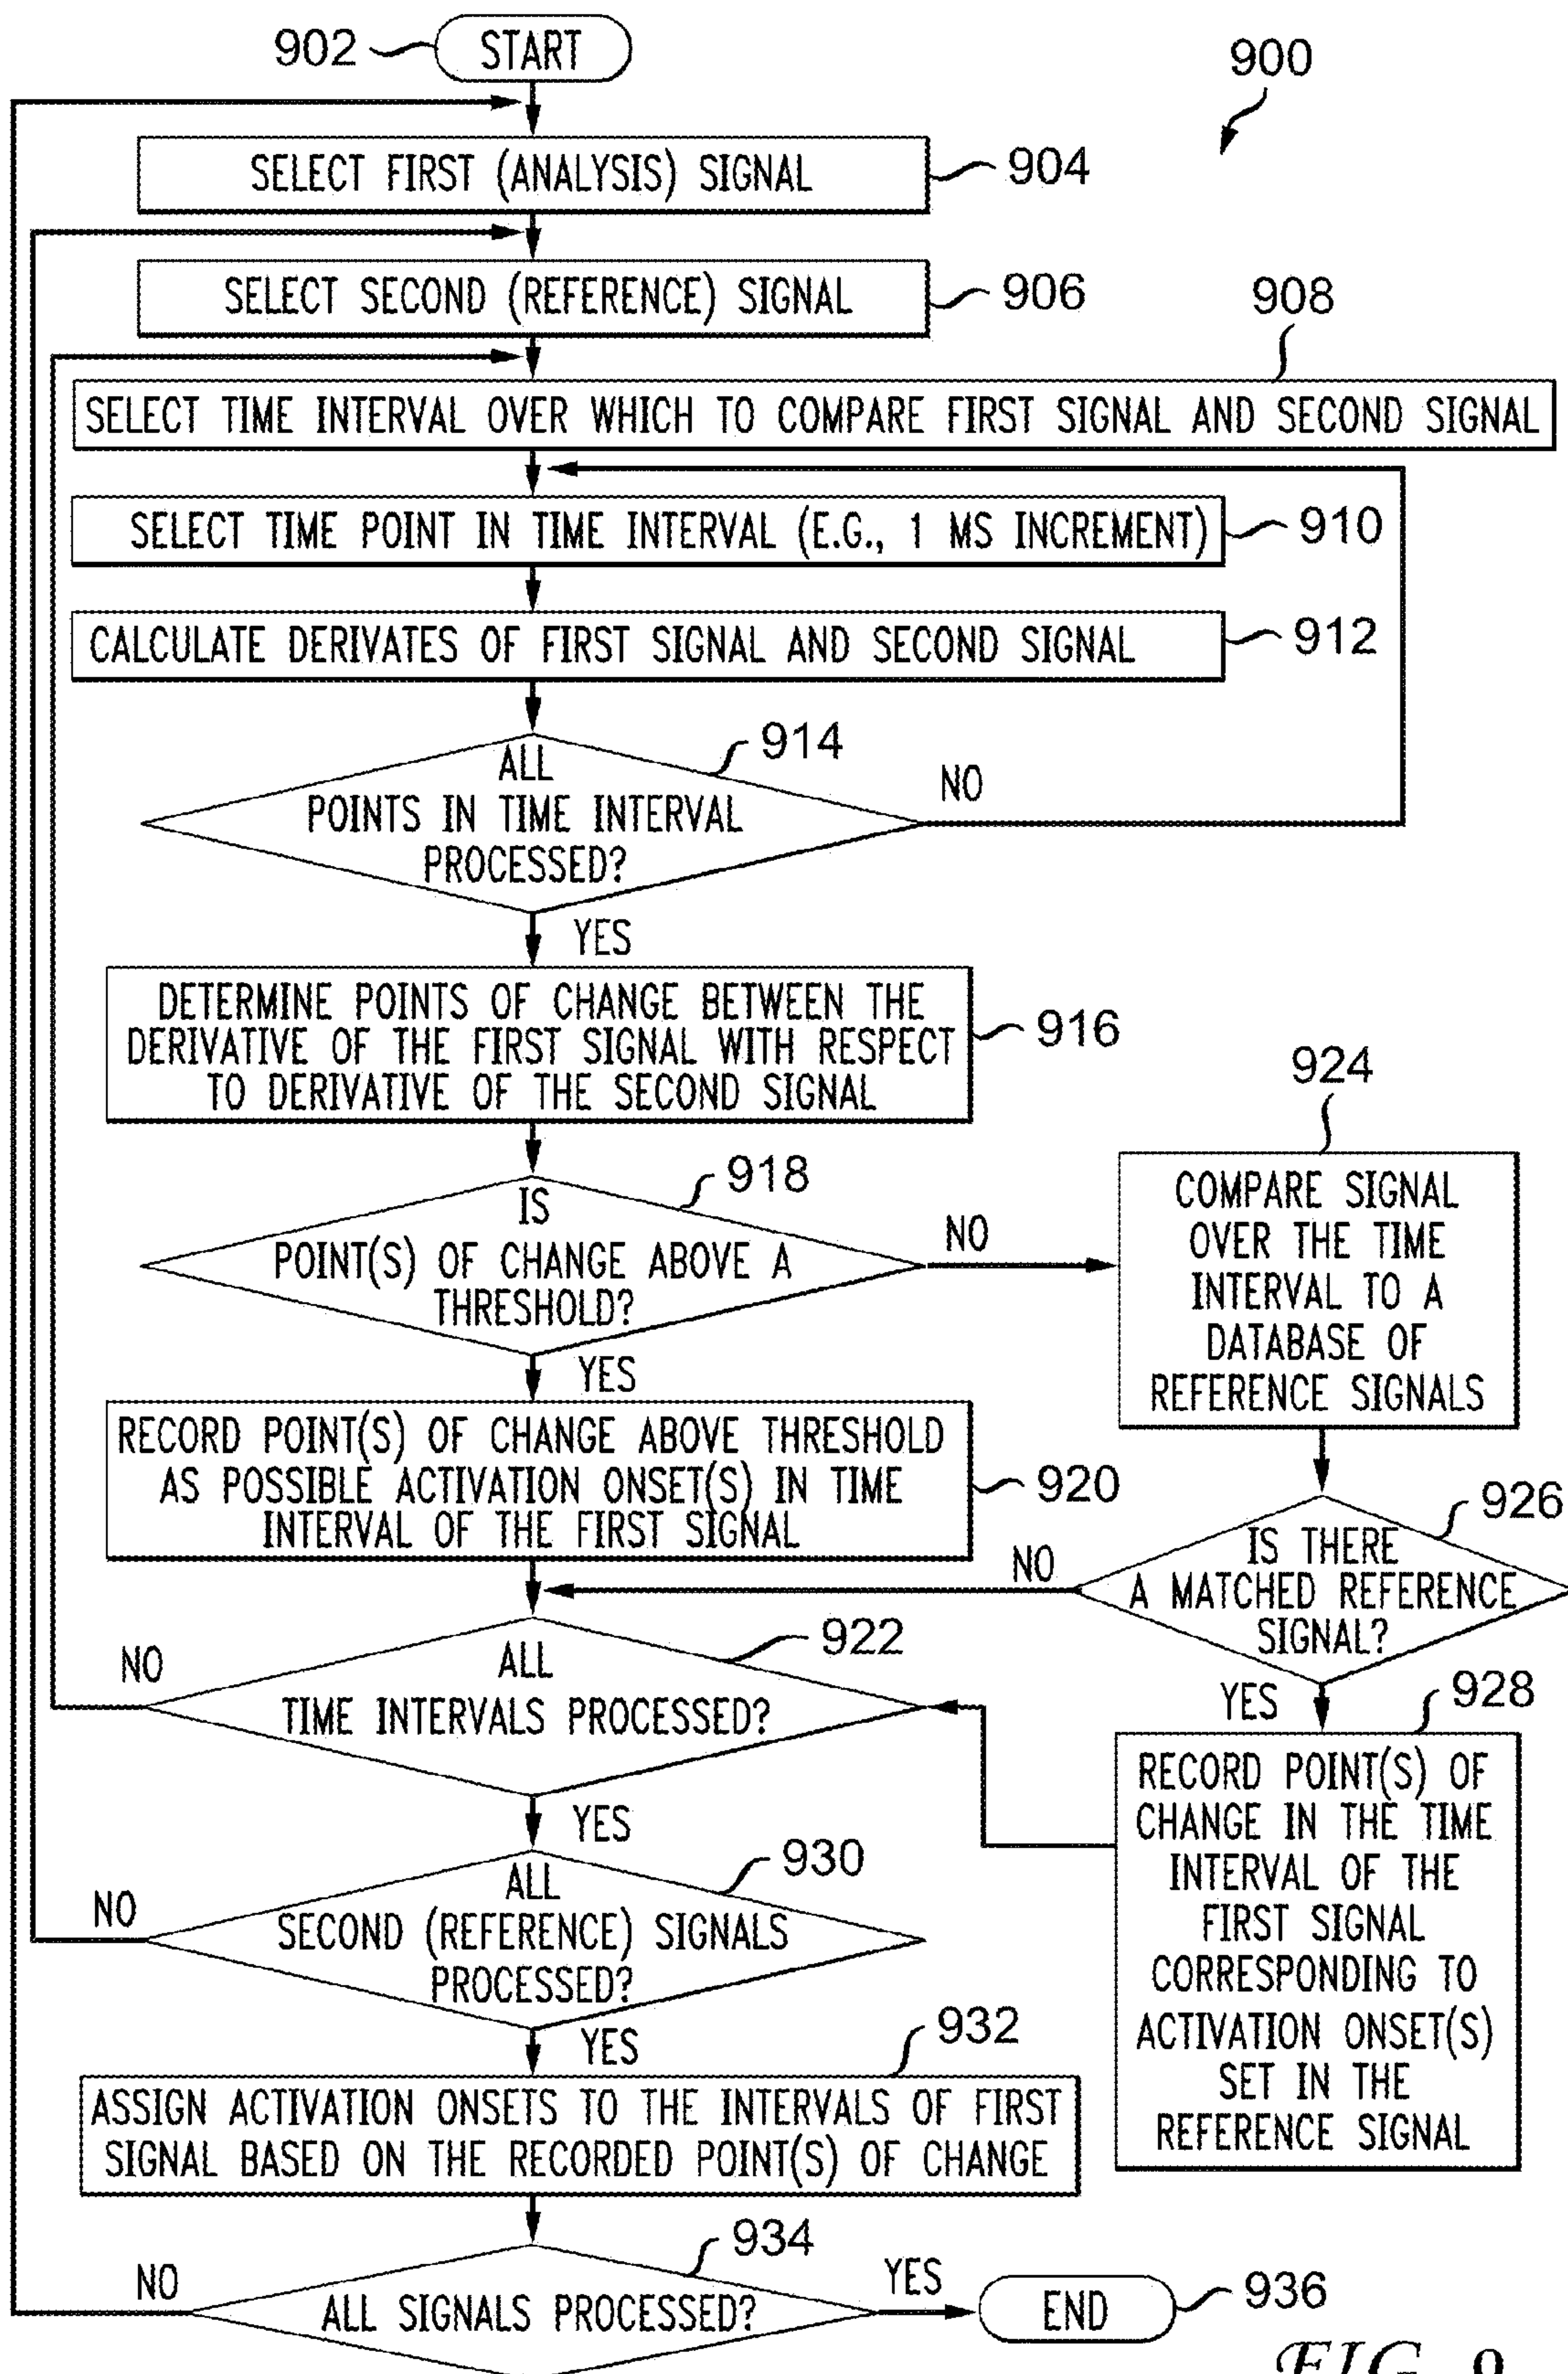 902
START
900
SELECT FIRST (ANALYSIS) SIGNAL
904
SELECT SECOND (REFERENCE) SIGNAL
906
908
SELECT TIME INTERVAL OVER WHICH TO COMPARE FIRST SIGNAL AND SECOND SIGNAL
SELECT TIME POINT IN TIME INTERVAL (E.G., 1 MS INCREMENT)
910
CALCULATE DERIVATES OF FIRST SIGNAL AND SECOND SIGNAL
912
914
ALL
POINTS IN TIME INTERVAL
PROCESSED?
NO
YES
DETERMINE POINTS OF CHANGE BETWEEN THE
DERIVATIVE OF THE FIRST SIGNAL WITH RESPECT
TO DERIVATIVE OF THE SECOND SIGNAL
916
918
IS
POINT(S) OF CHANGE ABOVE A
THRESHOLD?
NO
YES
924
COMPARE SIGNAL
OVER THE TIME
INTERVAL TO A
DATABASE OF
REFERENCE SIGNALS
RECORD POINT(S) OF CHANGE ABOVE THRESHOLD
AS POSSIBLE ACTIVATION ONSET(S) IN TIME
INTERVAL OF THE FIRST SIGNAL
920
926
IS THERE
A MATCHED REFERENCE
SIGNAL?
NO
YES
922
ALL
TIME INTERVALS PROCESSED?
NO
YES
928
RECORD POINT(S) OF
CHANGE IN THE TIME
INTERVAL OF THE
FIRST SIGNAL
CORRESPONDING TO
ACTIVATION ONSET(S)
SET IN THE
REFERENCE SIGNAL
930
ALL
SECOND (REFERENCE) SIGNALS
PROCESSED?
NO
YES
932
ASSIGN ACTIVATION ONSETS TO THE INTERVALS OF FIRST
SIGNAL BASED ON THE RECORDED POINT(S) OF CHANGE
934
ALL SIGNALS PROCESSED?
NO
YES
END
936
FIG. 9